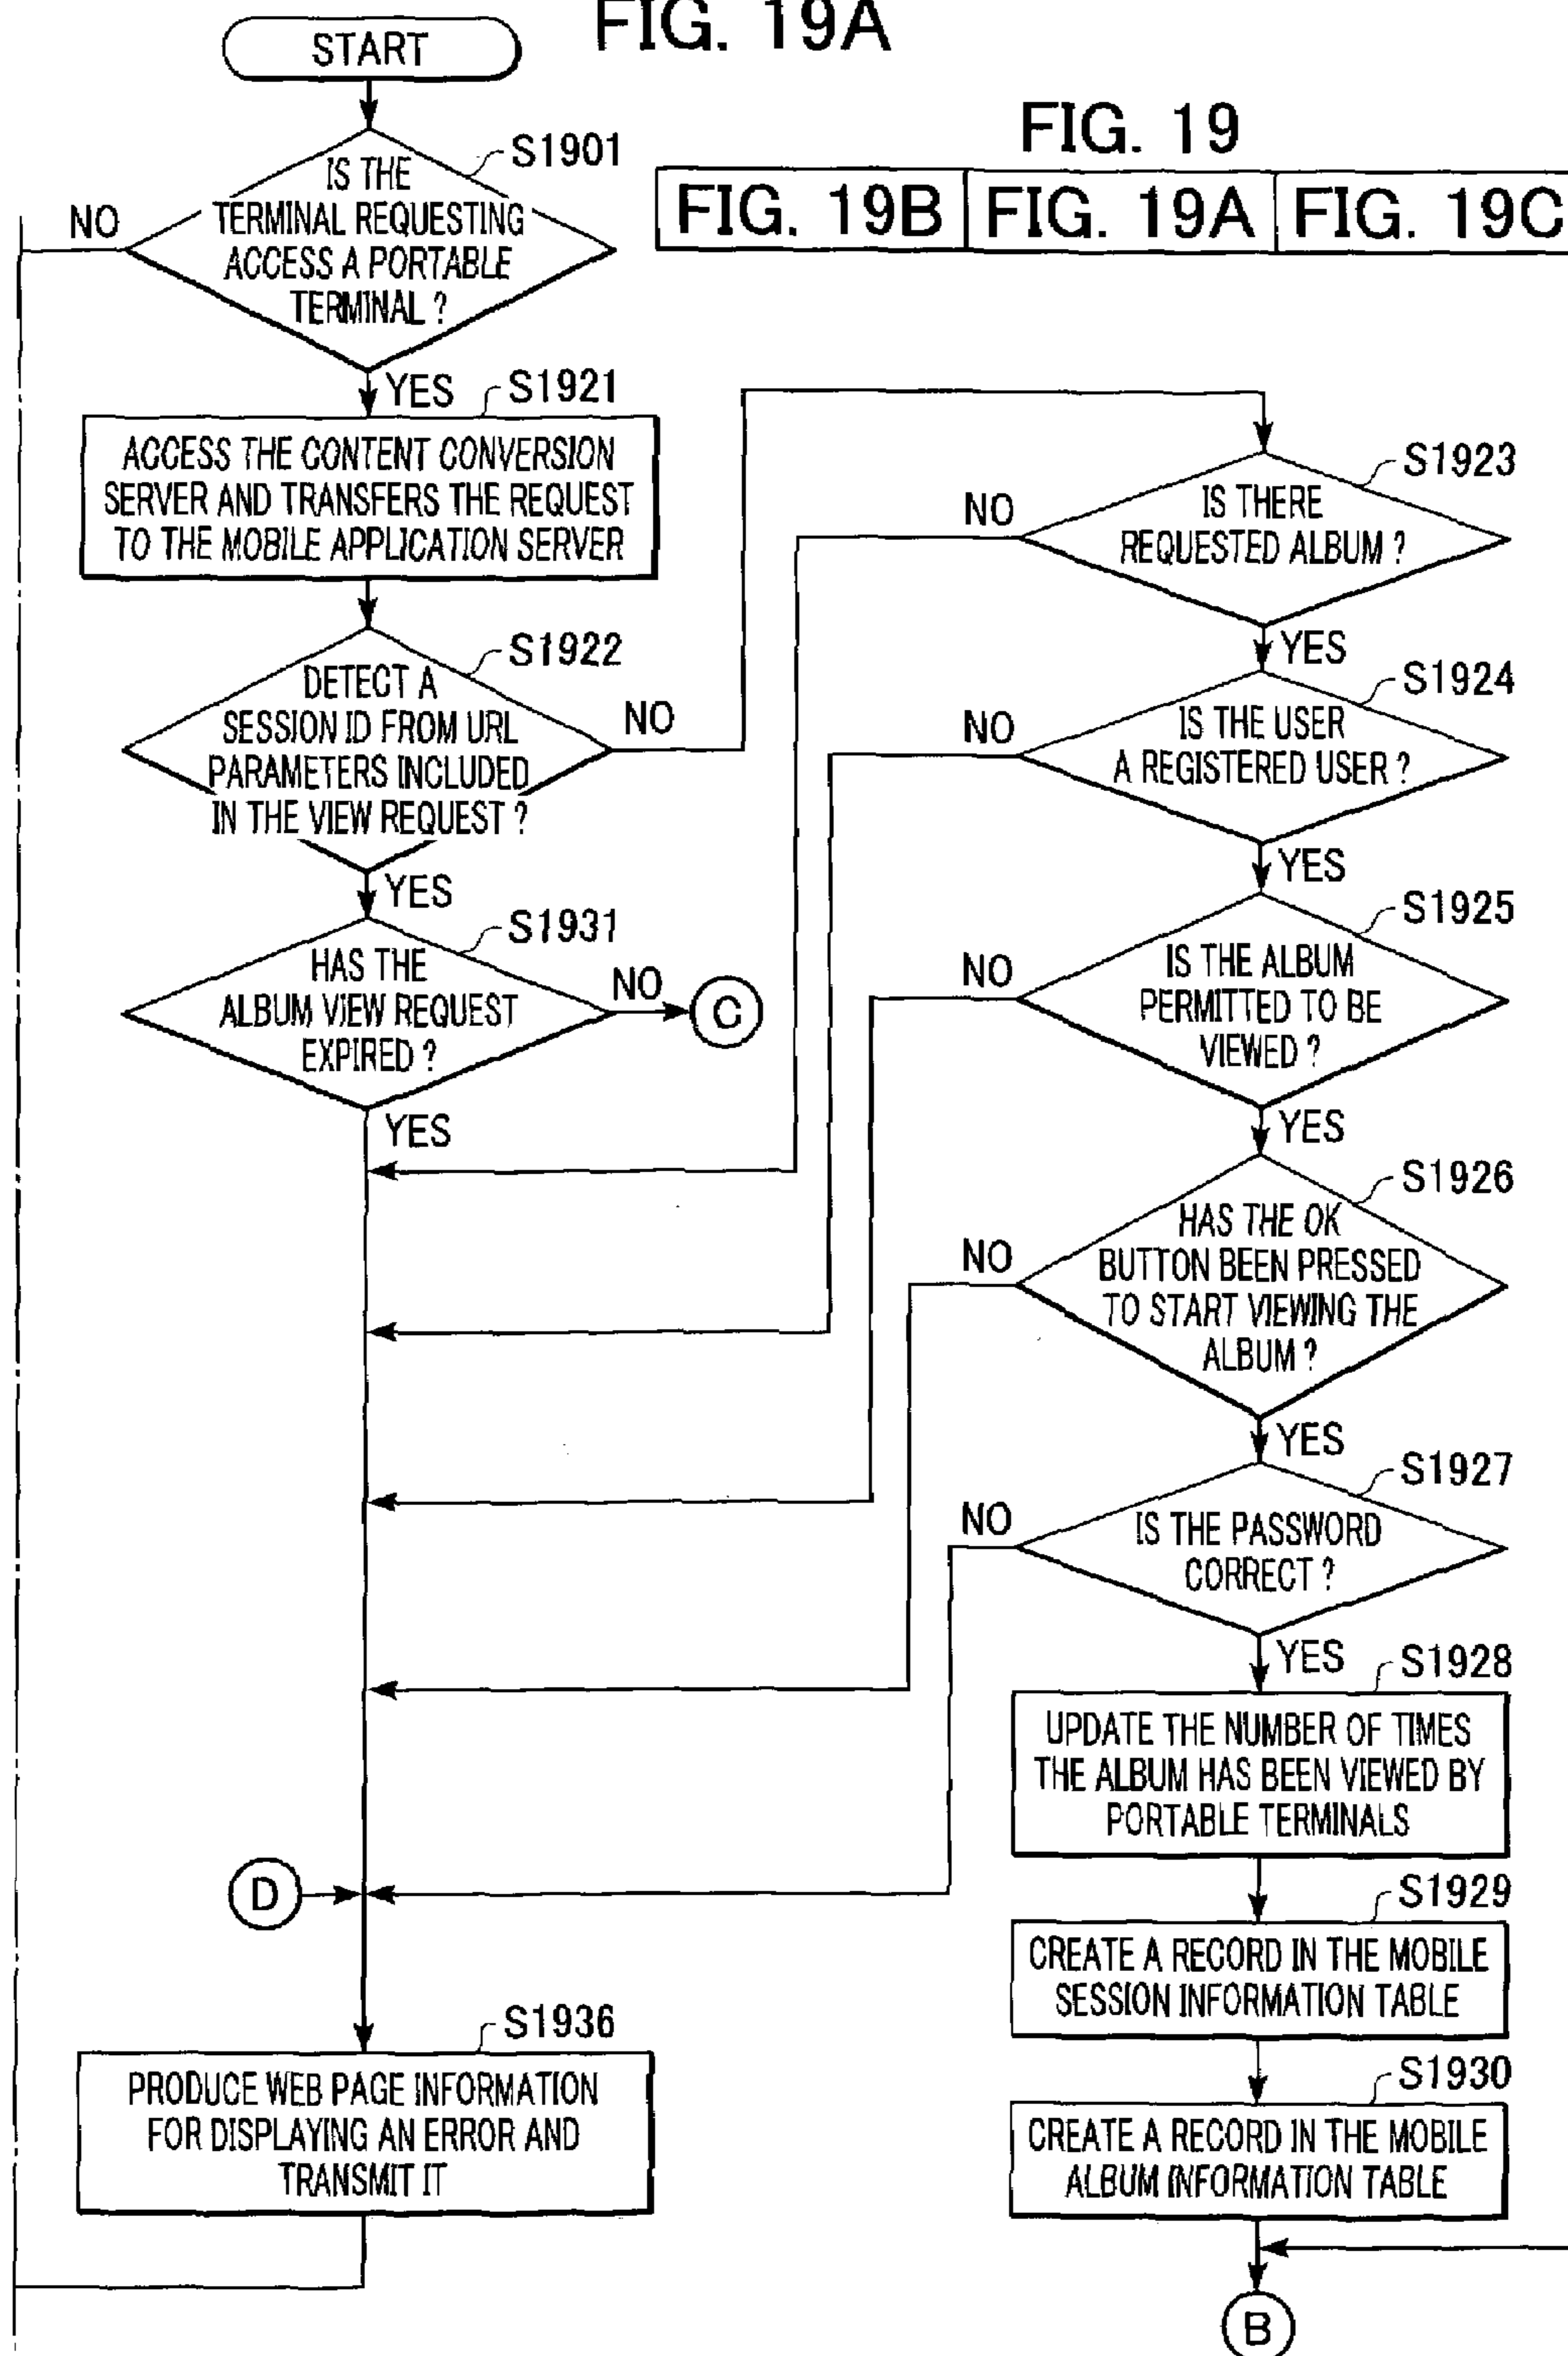 FIG. 19A
START
FIG. 19
FIG. 19B FIG. 19A FIG. 19C
S1901
IS THE
TERMINAL REQUESTING
ACCESS A PORTABLE
TERMINAL ?
NO
YES
S1921
ACCESS THE CONTENT CONVERSION
SERVER AND TRANSFERS THE REQUEST
TO THE MOBILE APPLICATION SERVER
S1922
DETECT A
SESSION ID FROM URL
PARAMETERS INCLUDED
IN THE VIEW REQUEST ?
NO
YES
S1931
HAS THE
ALBUM VIEW REQUEST
EXPIRED ?
NO
C
YES
D
S1936
PRODUCE WEB PAGE INFORMATION
FOR DISPLAYING AN ERROR AND
TRANSMIT IT
S1923
IS THERE
REQUESTED ALBUM ?
NO
YES
S1924
IS THE USER
A REGISTERED USER ?
NO
YES
S1925
IS THE ALBUM
PERMITTED TO BE
VIEWED ?
NO
YES
S1926
HAS THE OK
BUTTON BEEN PRESSED
TO START VIEWING THE
ALBUM ?
NO
YES
S1927
IS THE PASSWORD
CORRECT ?
NO
YES
S1928
UPDATE THE NUMBER OF TIMES
THE ALBUM HAS BEEN VIEWED BY
PORTABLE TERMINALS
S1929
CREATE A RECORD IN THE MOBILE
SESSION INFORMATION TABLE
S1930
CREATE A RECORD IN THE MOBILE
ALBUM INFORMATION TABLE
B